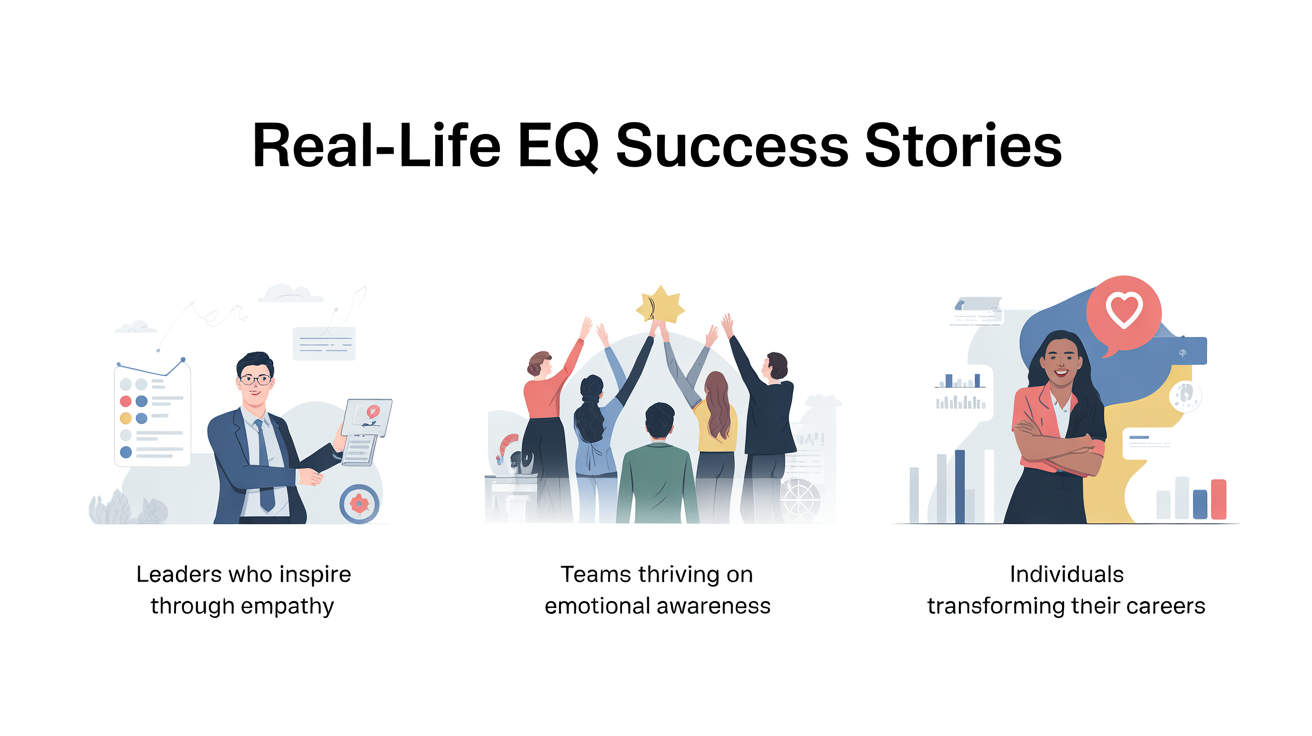 Real-Life EQ Success Stories
Leaders who inspire
through empathy
Teams thriving on
emotional awareness
Individuals
transforming their careers